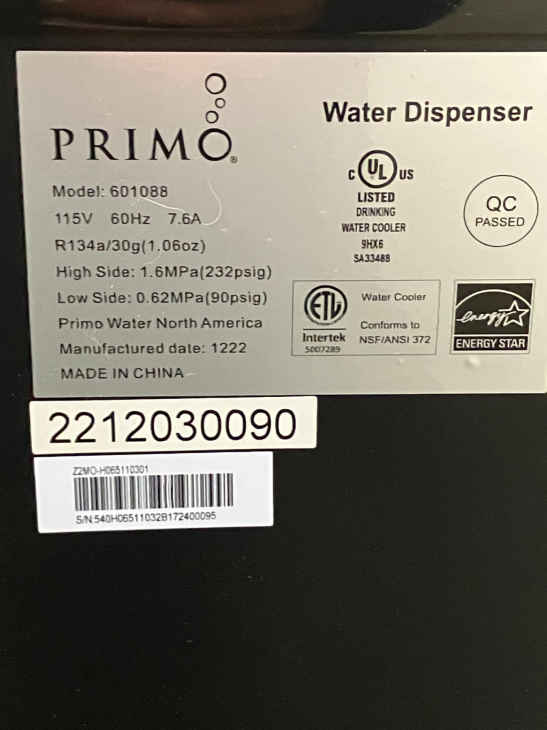 PRIMO®
Water Dispenser
Model: 601088
115V 60Hz 7.6A
R134a/30g(1.06oz)
High Side: 1.6MPa(232psig)
Low Side: 0.62MPa(90psig)
Primo Water North America
Manufactured date: 1222
MADE IN CHINA
C UL US
LISTED
DRINKING
WATER COOLER
9HX6
SA33488
QC
PASSED
ETL
Intertek
5007289
Water Cooler
Conforms to
NSF/ANSI 372
energy
ENERGY STAR
2212030090
Z2MO-H065110301
S/N:540H06511032B172400095